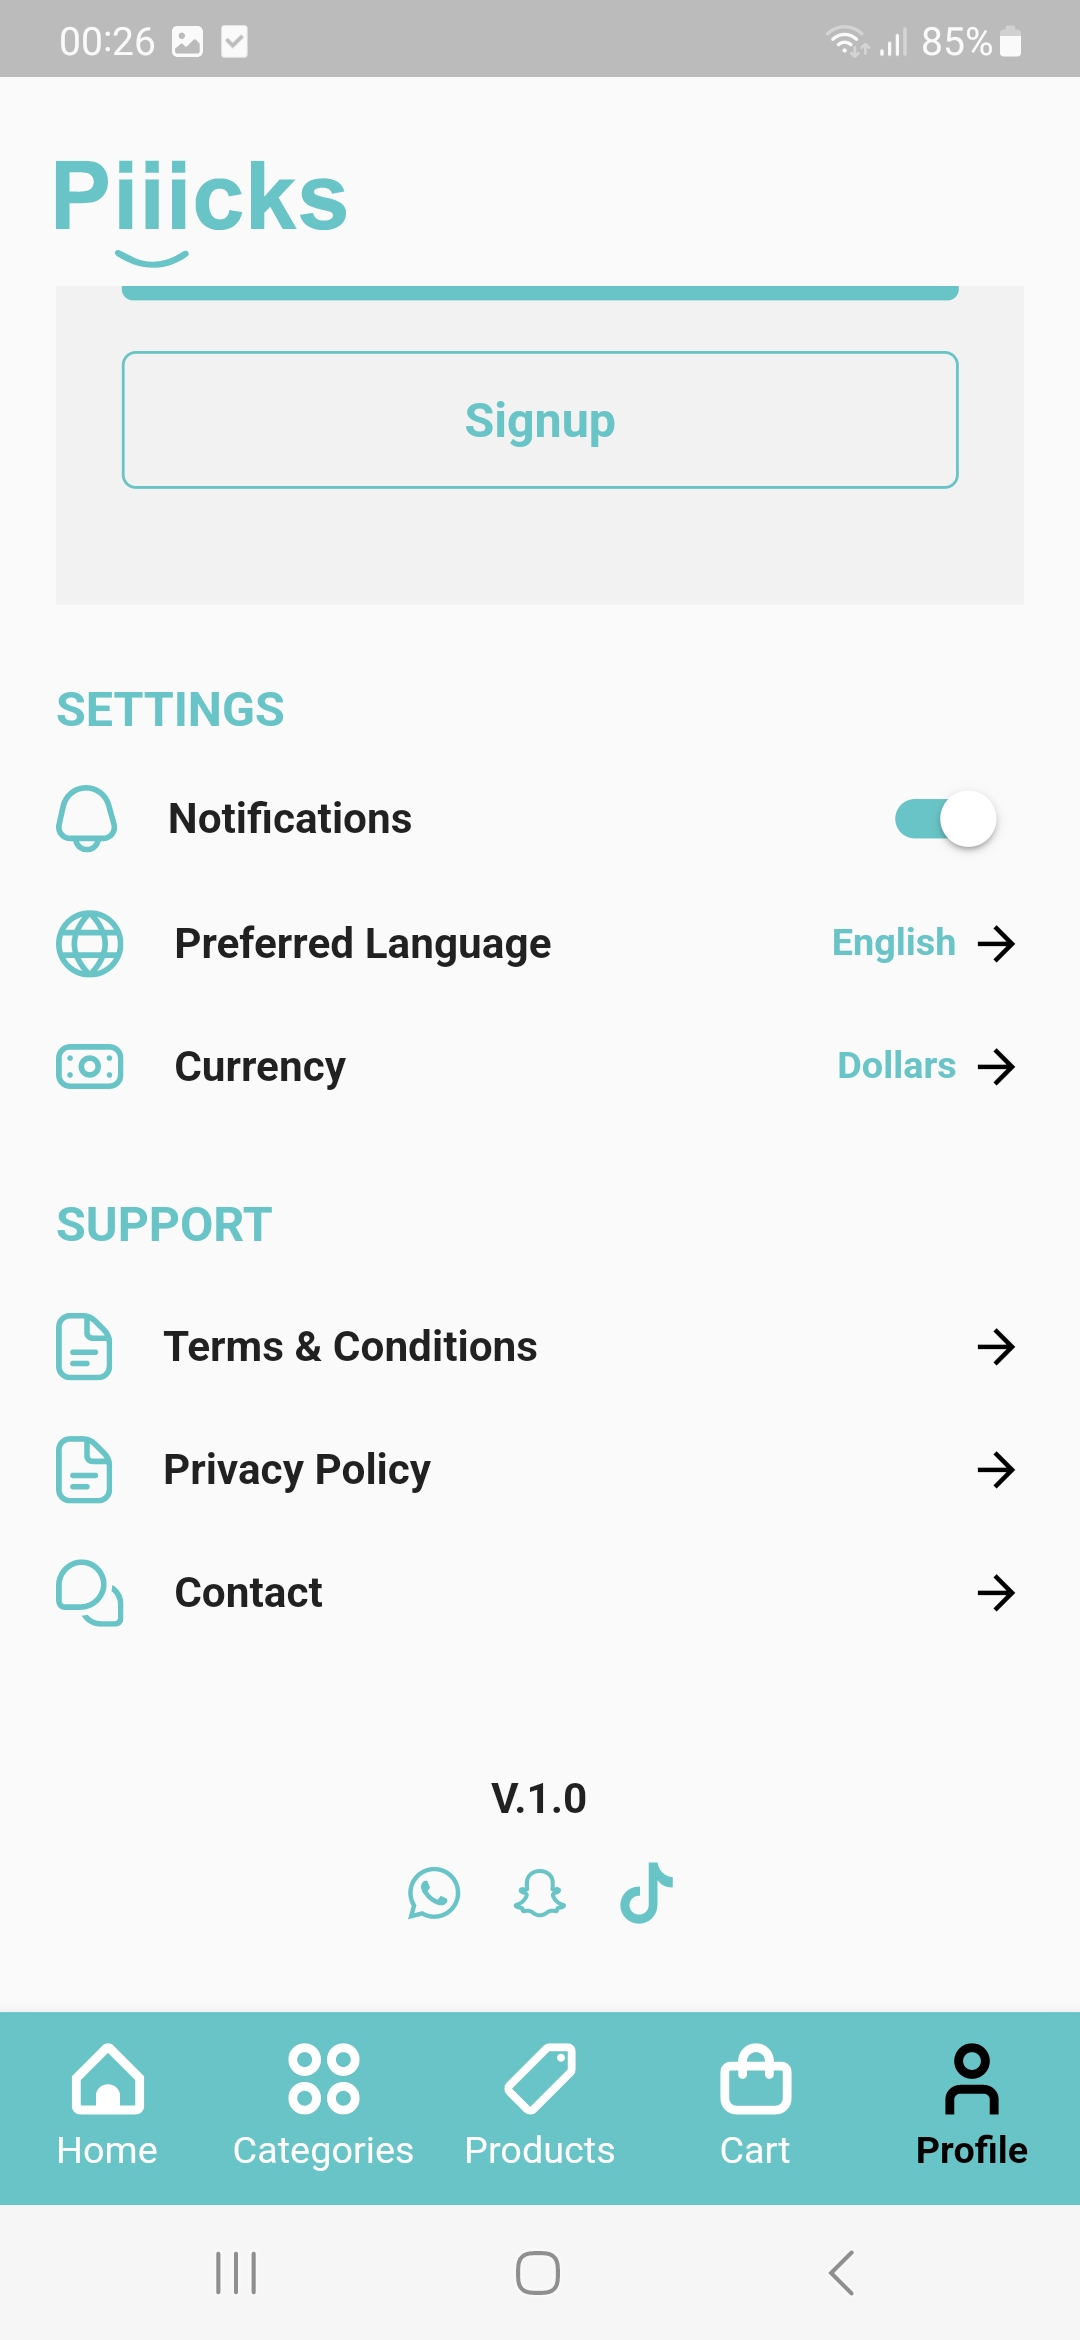 00:26 85%
Piiicks
Signup
SETTINGS
Notifications
Preferred Language English
Currency Dollars
SUPPORT
Terms & Conditions
Privacy Policy
Contact
V.1.0
Home Categories Products Cart Profile